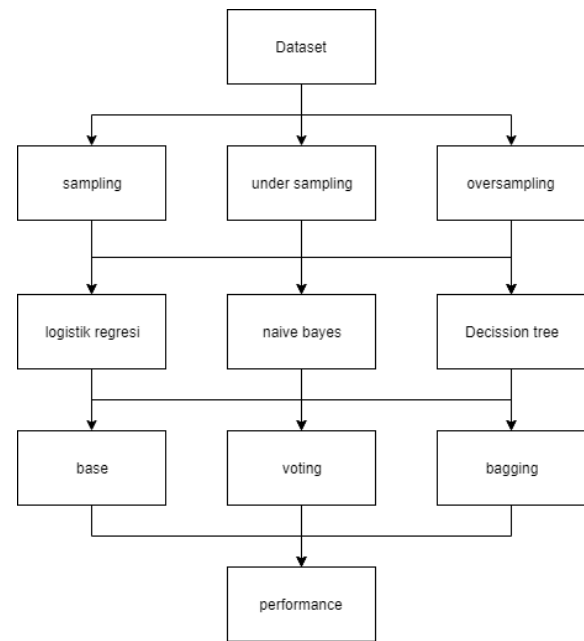 Dataset
sampling
under sampling
oversampling
logistik regresi
naive bayes
Decission tree
base
voting
bagging
performance